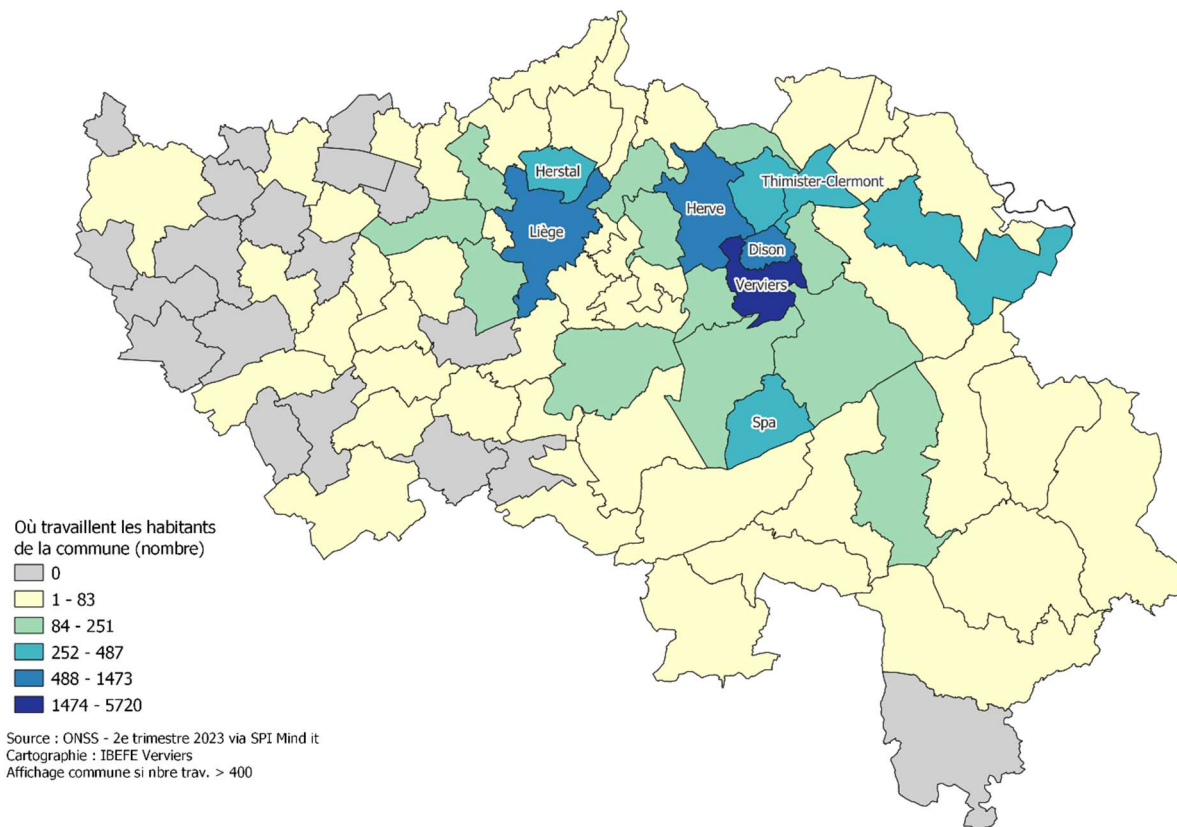 Herstal
Thimister-Clermont
Herve
Liège
Dison
Verviers
Spa
Où travaillent les habitants
de la commune (nombre)
0
1 - 83
84 - 251
252 - 487
488 - 1473
1474 - 5720
Source : ONSS - 2e trimestre 2023 via SPI Mind it
Cartographie : IBEFE Verviers
Affichage commune si nbre trav. > 400